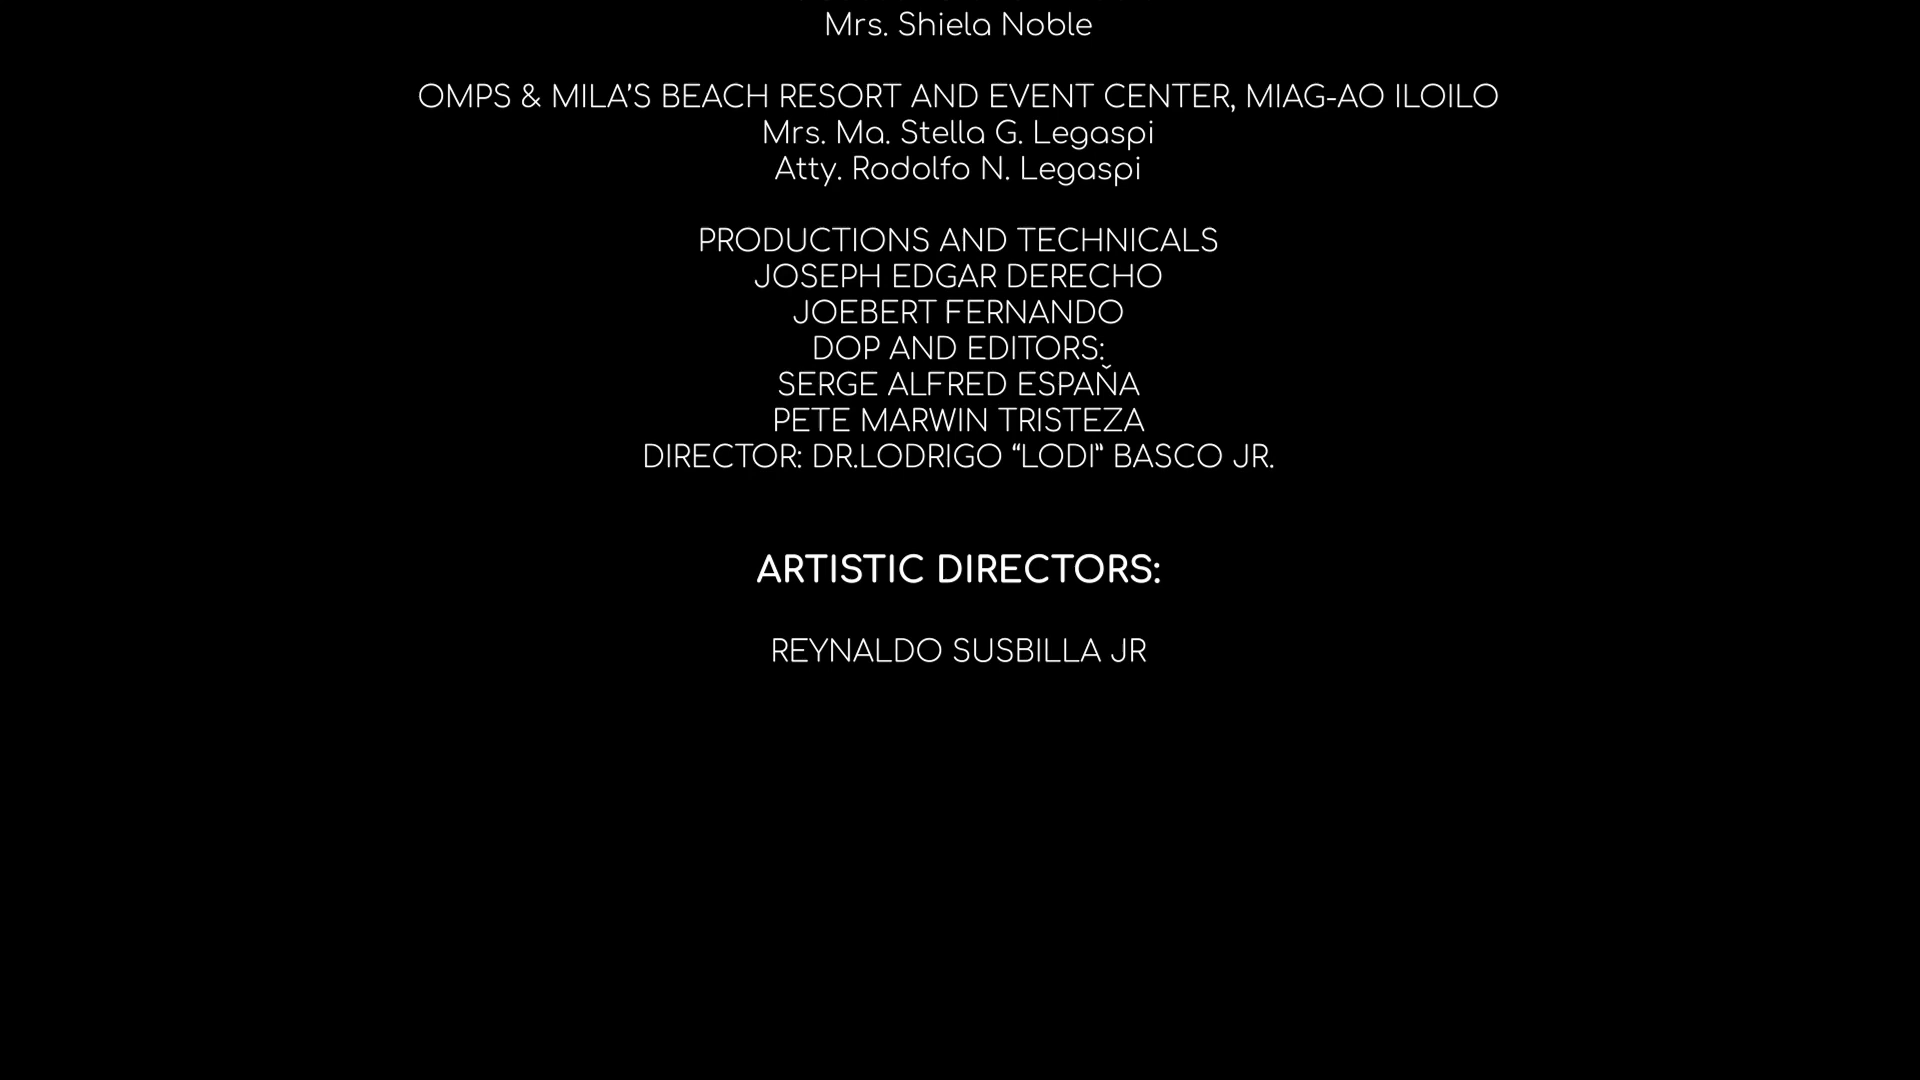 Mrs. Shiela Noble
OMPS & MILA’S BEACH RESORT AND EVENT CENTER, MIAG-AO ILOILO
Mrs. Ma. Stella G. Legaspi
Atty. Rodolfo N. Legaspi
PRODUCTIONS AND TECHNICALS
JOSEPH EDGAR DERECHO
JOEBERT FERNANDO
DOP AND EDITORS:
SERGE ALFRED ESPAŇA
PETE MARWIN TRISTEZA
DIRECTOR: DR.LODRIGO “LODI” BASCO JR.
ARTISTIC DIRECTORS:
REYNALDO SUSBILLA JR